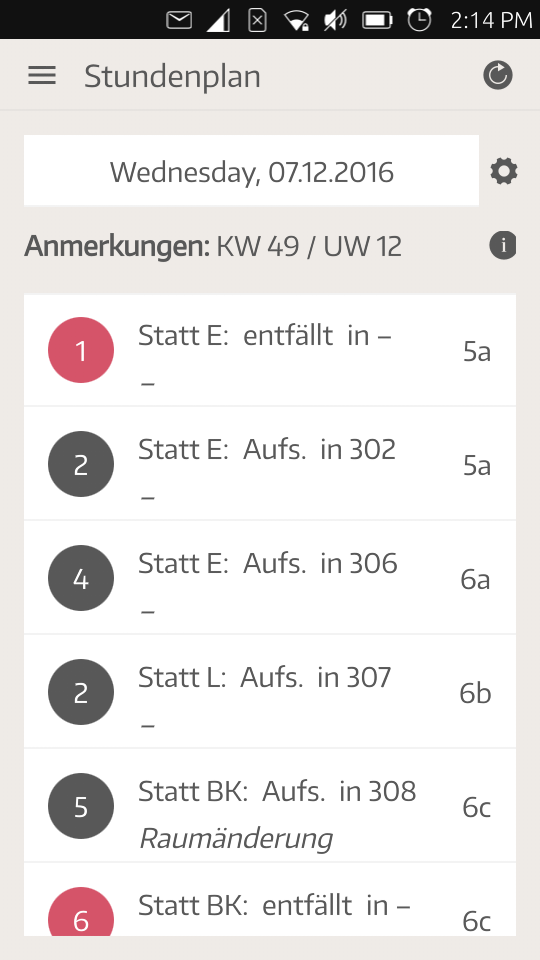 2:14 PM
Stundenplan
Wednesday, 07.12.2016
Anmerkungen: KW 49 / UW 12
i
1 Statt E: entfällt in – 5a
–
2 Statt E: Aufs. in 302 5a
–
4 Statt E: Aufs. in 306 6a
–
2 Statt L: Aufs. in 307 6b
–
5 Statt BK: Aufs. in 308 6c
Raumänderung
6 Statt BK: entfällt in – 6c